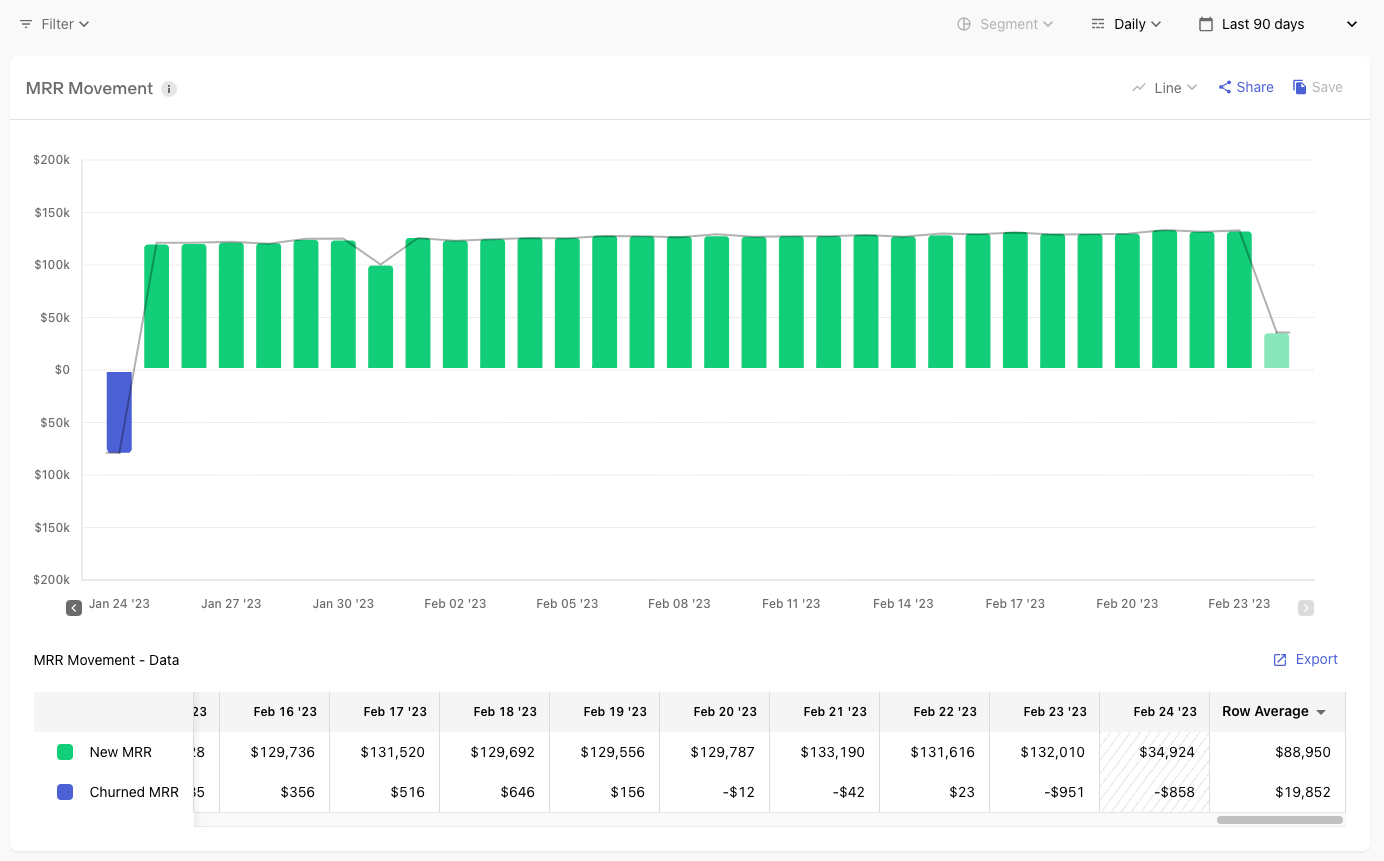 Filter Segment Daily Last 90 days
MRR Movement i Line Share Save
$200k
$150k
$100k
$50k
$0
$50k
$100k
$150k
$200k
Jan 24 '23 Jan 27 '23 Jan 30 '23 Feb 02 '23 Feb 05 '23 Feb 08 '23 Feb 11 '23 Feb 14 '23 Feb 17 '23 Feb 20 '23 Feb 23 '23
MRR Movement - Data Export
23 Feb 16 '23 Feb 17 '23 Feb 18 '23 Feb 19 '23 Feb 20 '23 Feb 21 '23 Feb 22 '23 Feb 23 '23 Feb 24 '23 Row Average
New MRR 28 $129,736 $131,520 $129,692 $129,556 $129,787 $133,190 $131,616 $132,010 $34,924 $88,950
Churned MRR 35 $356 $516 $646 $156 -$12 -$42 $23 -$951 -$858 $19,852